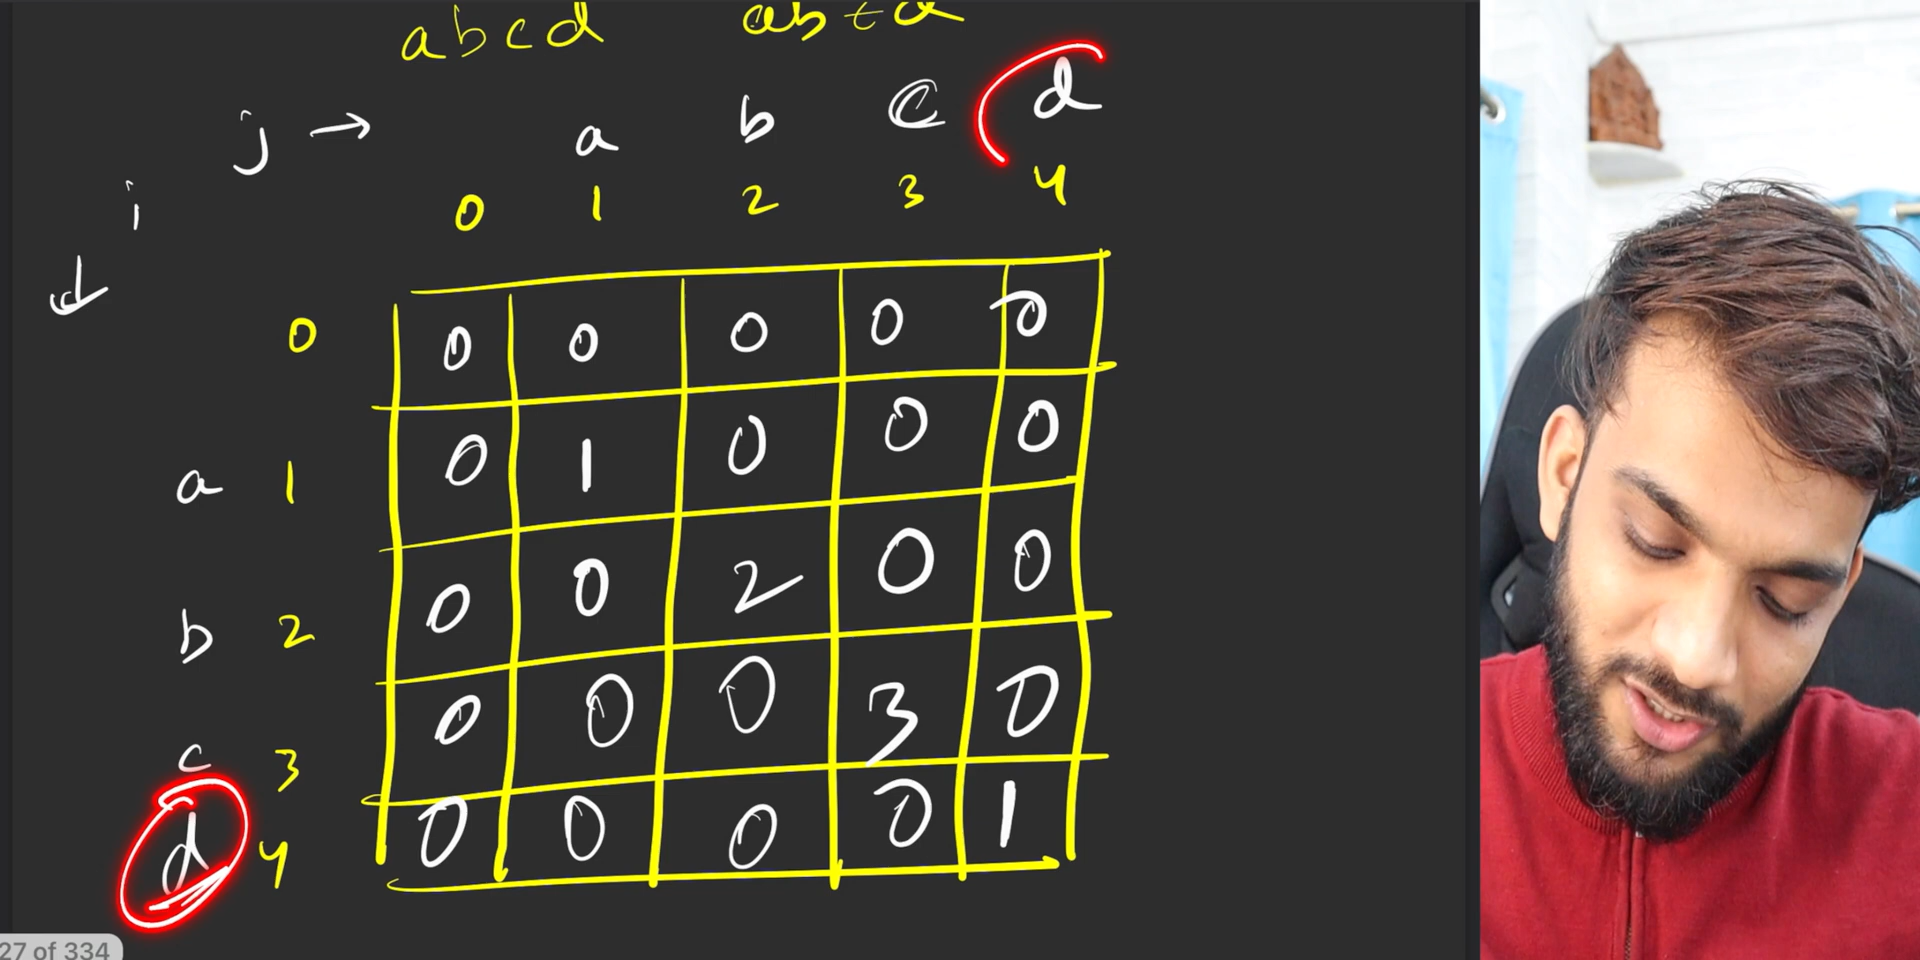 abcd abtd
j → a b c d
i 0 1 2 3 4
0 0 0 0 0 0
a 1 0 1 0 0 0
b 2 0 0 2 0 0
c 3 0 0 0 3 0
d 4 0 0 0 0 1
27 of 334